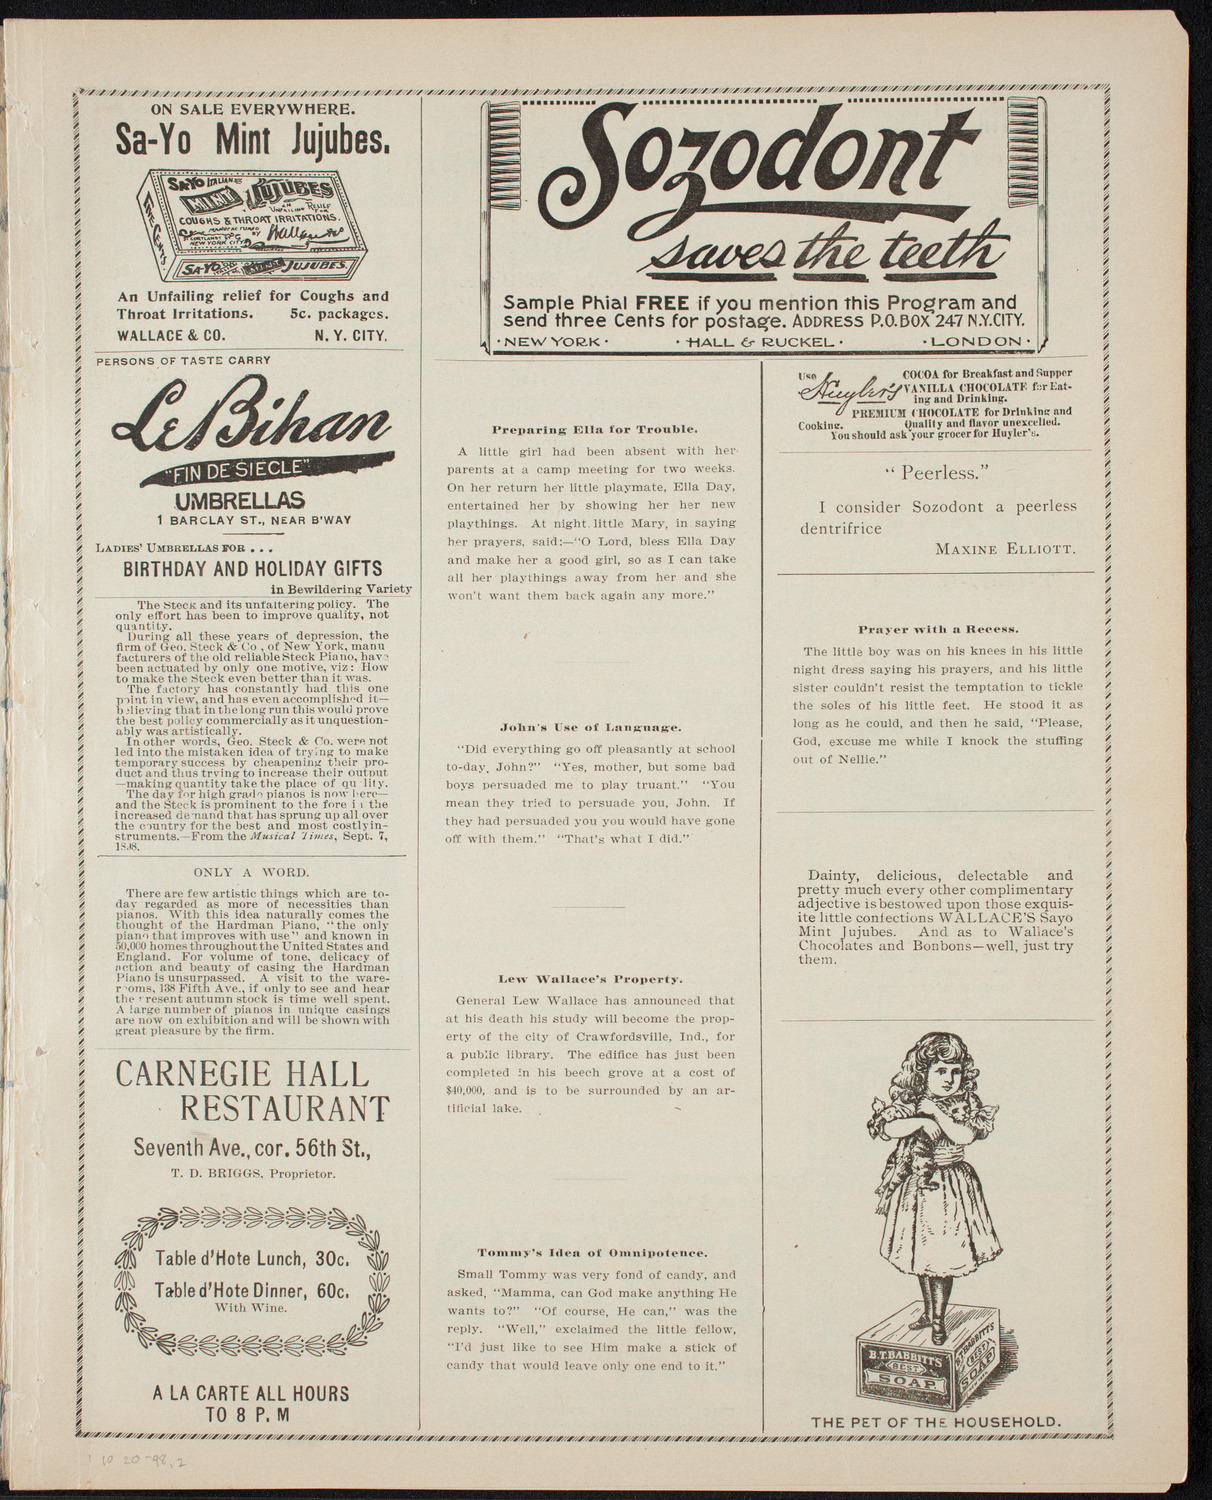 ON SALE EVERYWHERE.
Sa-Yo Mint Jujubes.
SA-YO ITALIAN
MINT JUJUBES
AN UNFAILING RELIEF
FOR
COUGHS & THROAT IRRITATIONS.
MANUFACTURED
BY
Wallace & Co
NEW YORK CITY
FIVE CENTS
SA-YO MINT JUJUBES.
An Unfailing relief for Coughs and
Throat Irritations. 5c. packages.
WALLACE & CO. N. Y. CITY.
PERSONS OF TASTE CARRY
LeBihan
"FIN DE SIECLE"
UMBRELLAS
1 BARCLAY ST., NEAR B'WAY
LADIES' UMBRELLAS FOR . . .
BIRTHDAY AND HOLIDAY GIFTS
in Bewildering Variety
The Steck and its unfaltering policy. The
only effort has been to improve quality, not
quantity.
During all these years of depression, the
firm of Geo. Steck & Co , of New York, manu
facturers of the old reliable Steck Piano, have
been actuated by only one motive, viz: How
to make the Steck even better than it was.
The factory has constantly had this one
point in view, and has even accomplished it—
believing that in the long run this would prove
the best policy commercially as it unquestion-
ably was artistically.
In other words, Geo. Steck & Co. were not
led into the mistaken idea of trying to make
temporary success by cheapening their pro-
duct and thus trying to increase their output
—making quantity take the place of quality.
The day for high grade pianos is now here—
and the Steck is prominent to the fore in the
increased demand that has sprung up all over
the country for the best and most costly in-
struments.—From the Musical Times, Sept. 7,
1898.
ONLY A WORD.
There are few artistic things which are to-
day regarded as more of necessities than
pianos. With this idea naturally comes the
thought of the Hardman Piano, "the only
piano that improves with use" and known in
50,000 homes throughout the United States and
England. For volume of tone, delicacy of
action and beauty of casing the Hardman
Piano is unsurpassed. A visit to the ware-
rooms, 138 Fifth Ave., if only to see and hear
the present autumn stock is time well spent.
A large number of pianos in unique casings
are now on exhibition and will be shown with
great pleasure by the firm.
CARNEGIE HALL
RESTAURANT
Seventh Ave., cor. 56th St.,
T. D. BRIGGS, Proprietor.
Table d'Hote Lunch, 30c.
Table d'Hote Dinner, 60c.
With Wine.
A LA CARTE ALL HOURS
TO 8 P. M
Sozodont
saves the teeth
Sample Phial FREE if you mention this Program and
send three Cents for postage. ADDRESS P.O. BOX 247 N.Y.CITY.
· NEW YORK · · HALL & RUCKEL · · LONDON ·
Preparing Ella for Trouble.
A little girl had been absent with her
parents at a camp meeting for two weeks.
On her return her little playmate, Ella Day,
entertained her by showing her her new
playthings. At night little Mary, in saying
her prayers, said:—"O Lord, bless Ella Day
and make her a good girl, so as I can take
all her playthings away from her and she
won't want them back again any more."
John's Use of Language.
"Did everything go off pleasantly at school
to-day, John?" "Yes, mother, but some bad
boys persuaded me to play truant." "You
mean they tried to persuade you, John. If
they had persuaded you you would have gone
off with them." "That's what I did."
Lew Wallace's Property.
General Lew Wallace has announced that
at his death his study will become the prop-
erty of the city of Crawfordsville, Ind., for
a public library. The edifice has just been
completed in his beech grove at a cost of
$40,000, and is to be surrounded by an ar-
tificial lake.
Tommy's Idea of Omnipotence.
Small Tommy was very fond of candy, and
asked, "Mamma, can God make anything He
wants to?" "Of course, He can," was the
reply. "Well," exclaimed the little fellow,
"I'd just like to see Him make a stick of
candy that would leave only one end to it."
Use Huyler's COCOA for Breakfast and Supper
VANILLA CHOCOLATE for Eat-
ing and Drinking.
PREMIUM CHOCOLATE for Drinking and
Cooking. Quality and flavor unexcelled.
You should ask your grocer for Huyler's.
"Peerless."
I consider Sozodont a peerless
dentrifrice
MAXINE ELLIOTT.
Prayer with a Recess.
The little boy was on his knees in his little
night dress saying his prayers, and his little
sister couldn't resist the temptation to tickle
the soles of his little feet. He stood it as
long as he could, and then he said, "Please,
God, excuse me while I knock the stuffing
out of Nellie."
Dainty, delicious, delectable and
pretty much every other complimentary
adjective is bestowed upon those exquis-
ite little confections WALLACE'S Sayo
Mint Jujubes. And as to Wallace's
Chocolates and Bonbons—well, just try
them.
B.T. BABBITT'S
BEST
SOAP
B.T. BABBITT'S
BEST
SOAP
THE PET OF THE HOUSEHOLD.
10 20-98, 2